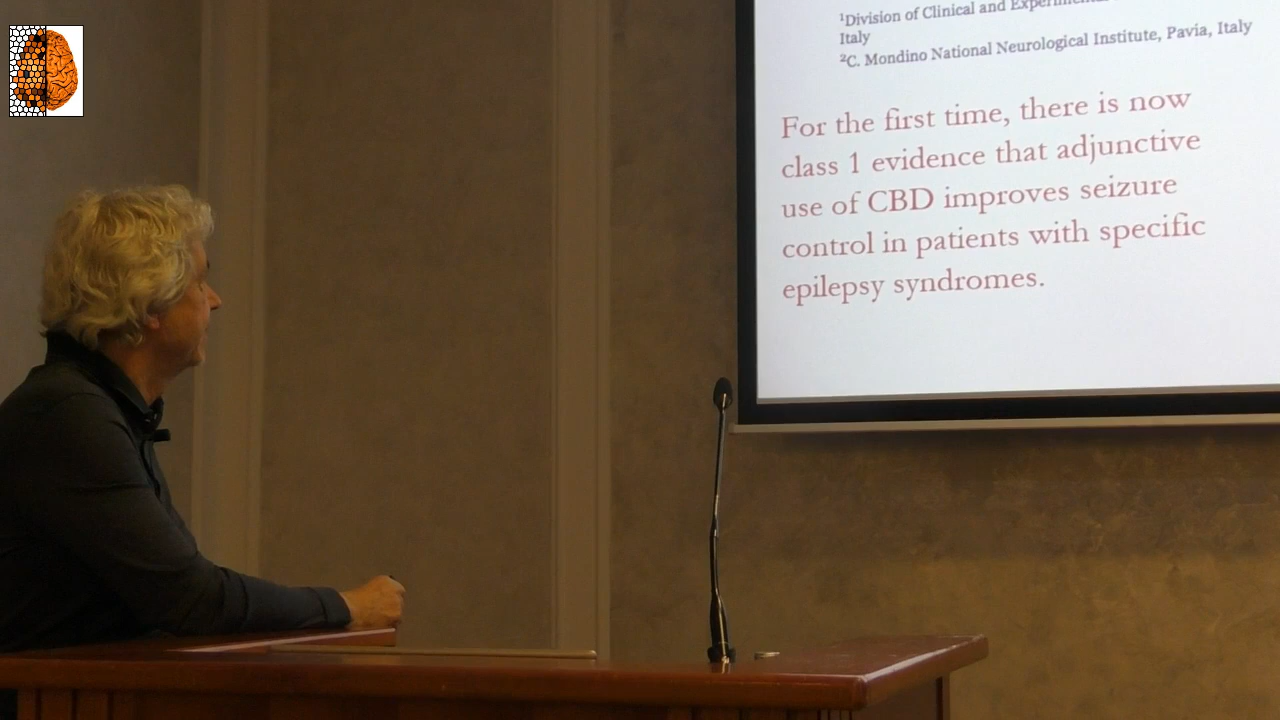 ¹Division of Clinical and Experimental
Italy
²C. Mondino National Neurological Institute, Pavia, Italy
For the first time, there is now
class 1 evidence that adjunctive
use of CBD improves seizure
control in patients with specific
epilepsy syndromes.